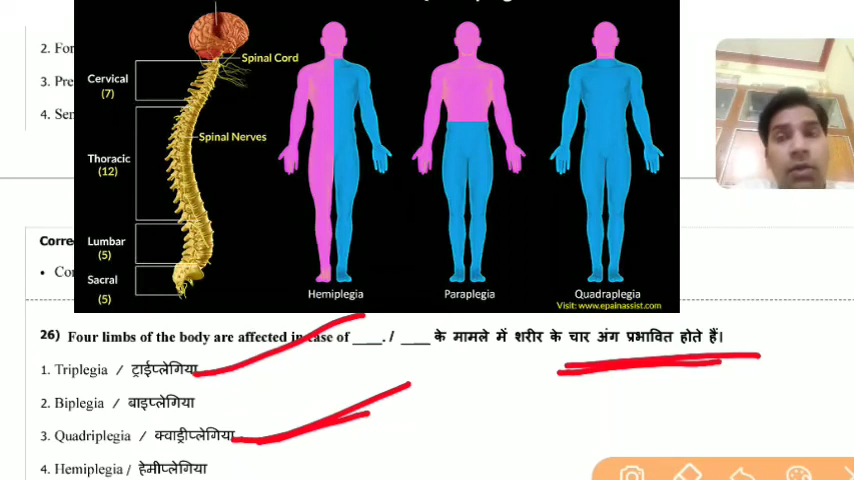 2. For
3. Pre
4. Sen
Spinal Cord
Cervical
(7)
Spinal Nerves
Thoracic
(12)
Lumbar
(5)
Sacral
(5)
Hemiplegia
Paraplegia
Quadraplegia
Visit: www.epainassist.com
Corre
• Co
26) Four limbs of the body are affected in case of ____. / ____ के मामले में शरीर के चार अंग प्रभावित होते हैं।
1. Triplegia / ट्राईप्लेगिया
2. Biplegia / बाइप्लेगिया
3. Quadriplegia / क्वाड्रीप्लेगिया
4. Hemiplegia / हेमीप्लेगिया